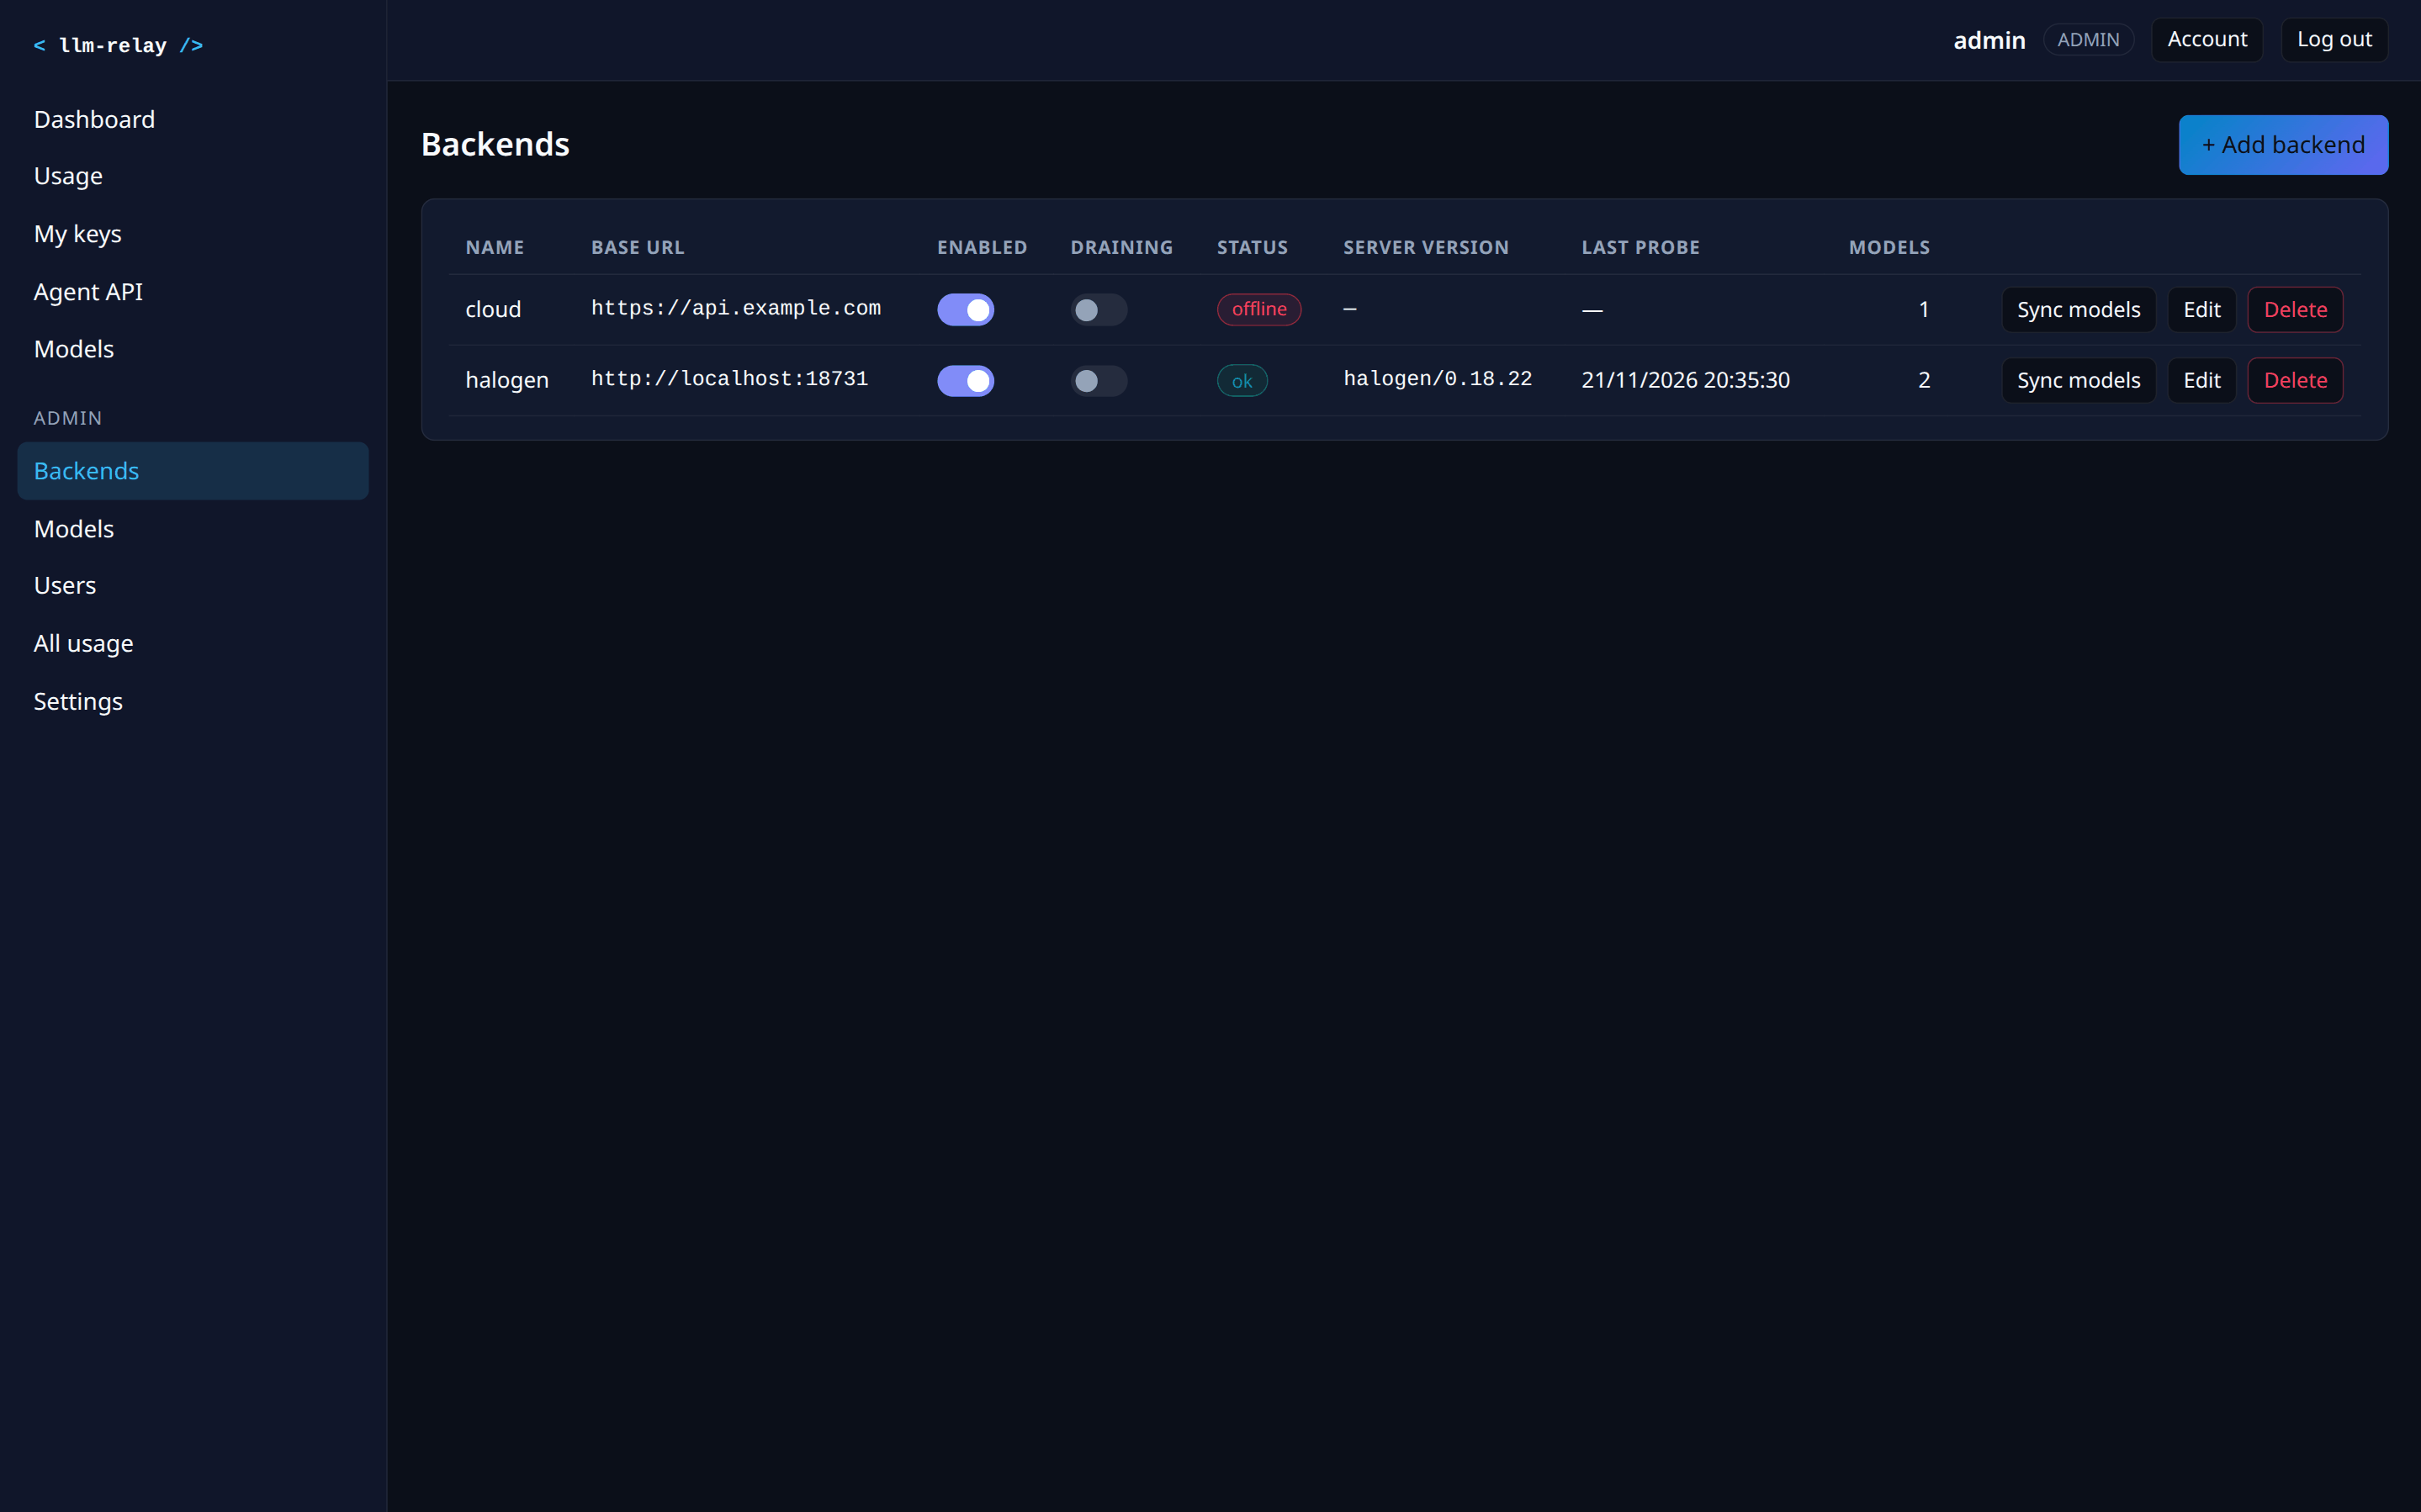 < llm-relay />
Dashboard
Usage
My keys
Agent API
Models
ADMIN
Backends
Models
Users
All usage
Settings
admin ADMIN Account Log out
Backends + Add backend
NAME BASE URL ENABLED DRAINING STATUS SERVER VERSION LAST PROBE MODELS
cloud https://api.example.com offline — — 1 Sync models Edit Delete
halogen http://localhost:18731 ok halogen/0.18.22 21/11/2026 20:35:30 2 Sync models Edit Delete